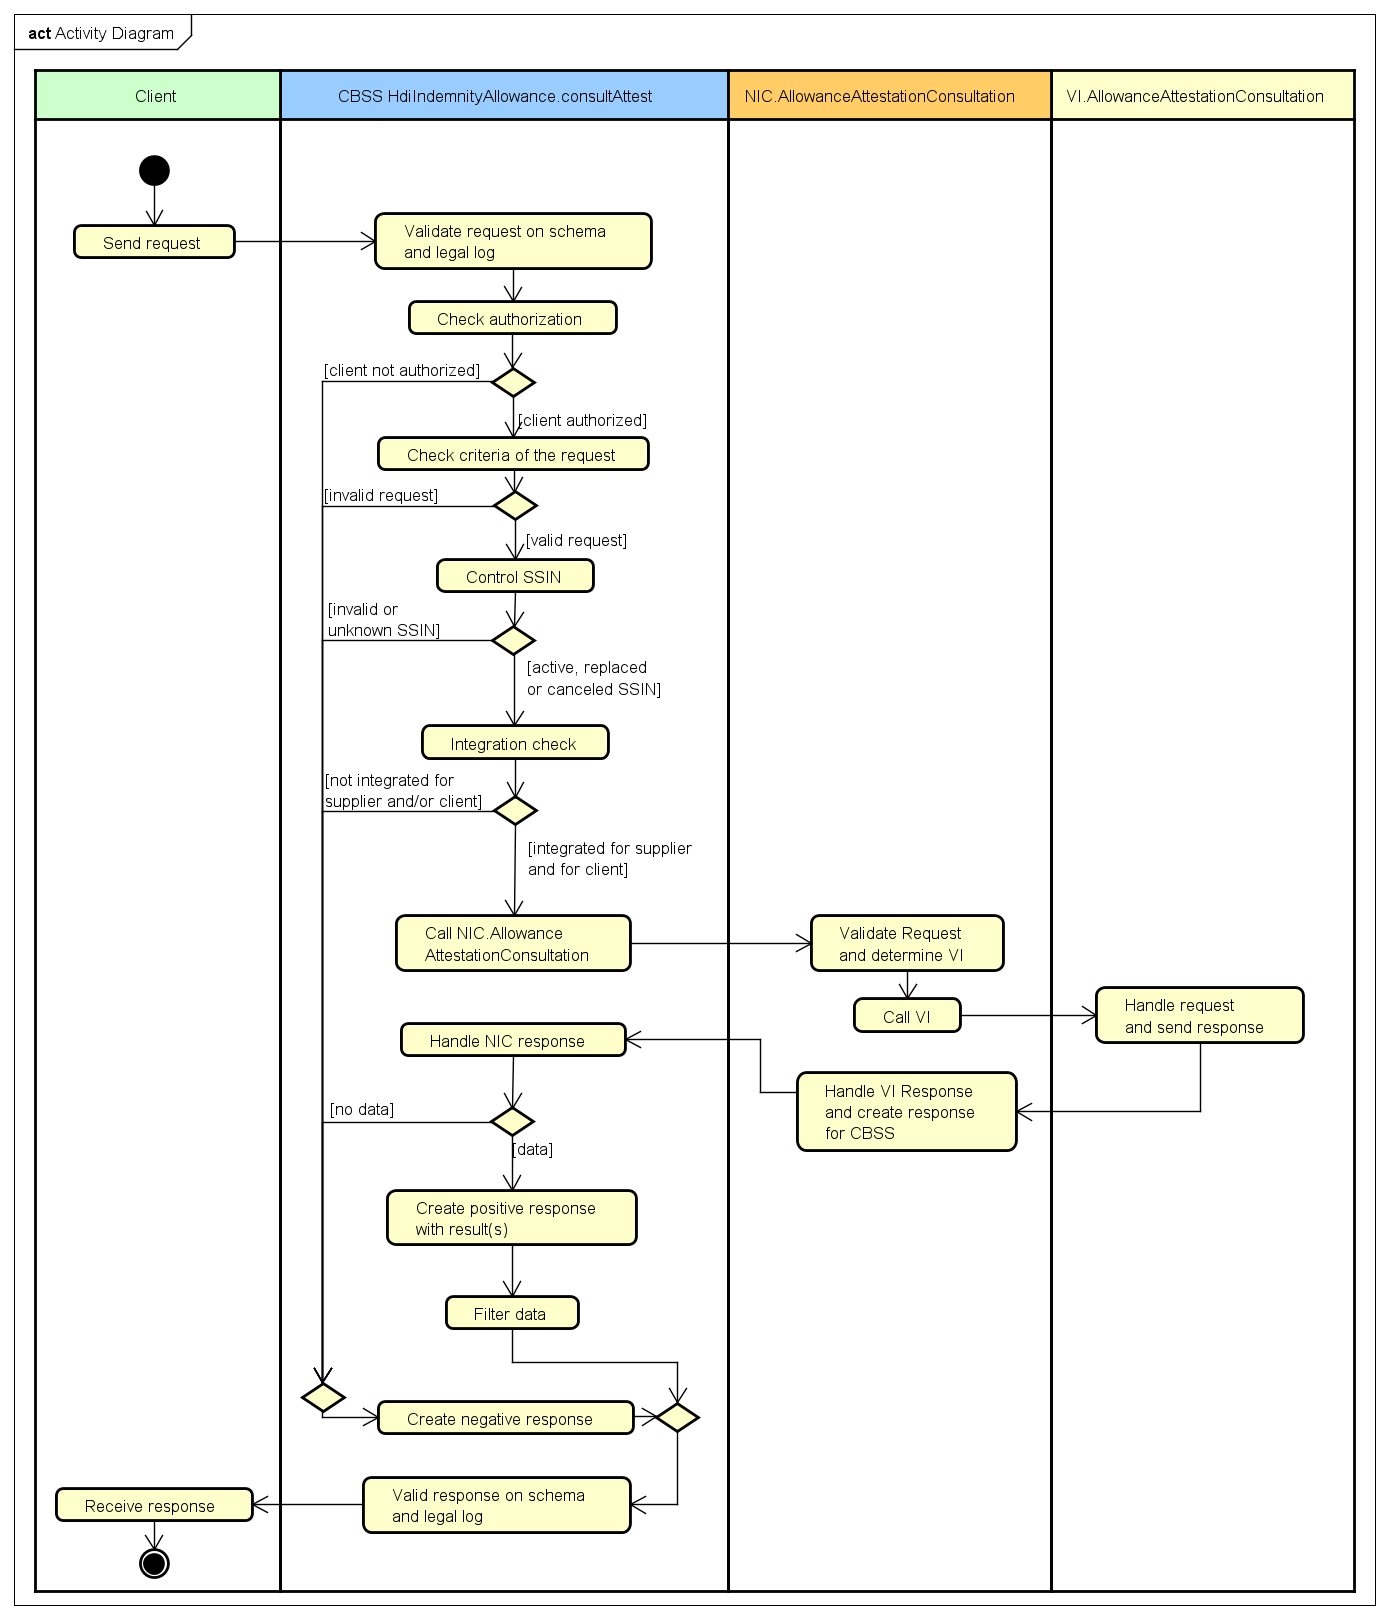 act Activity Diagram
Client
CBSS HdiIndemnityAllowance.consultAttest
NIC.AllowanceAttestationConsultation
VI.AllowanceAttestationConsultation
Send request
Validate request on schema
and legal log
Check authorization
[client not authorized]
[client authorized]
Check criteria of the request
[invalid request]
[valid request]
Control SSIN
[invalid or
unknown SSIN]
[active, replaced
or canceled SSIN]
Integration check
[not integrated for
supplier and/or client]
[integrated for supplier
and for client]
Call NIC.Allowance
AttestationConsultation
Validate Request
and determine VI
Call VI
Handle request
and send response
Handle NIC response
Handle VI Response
and create response
for CBSS
[no data]
[data]
Create positive response
with result(s)
Filter data
Create negative response
Valid response on schema
and legal log
Receive response